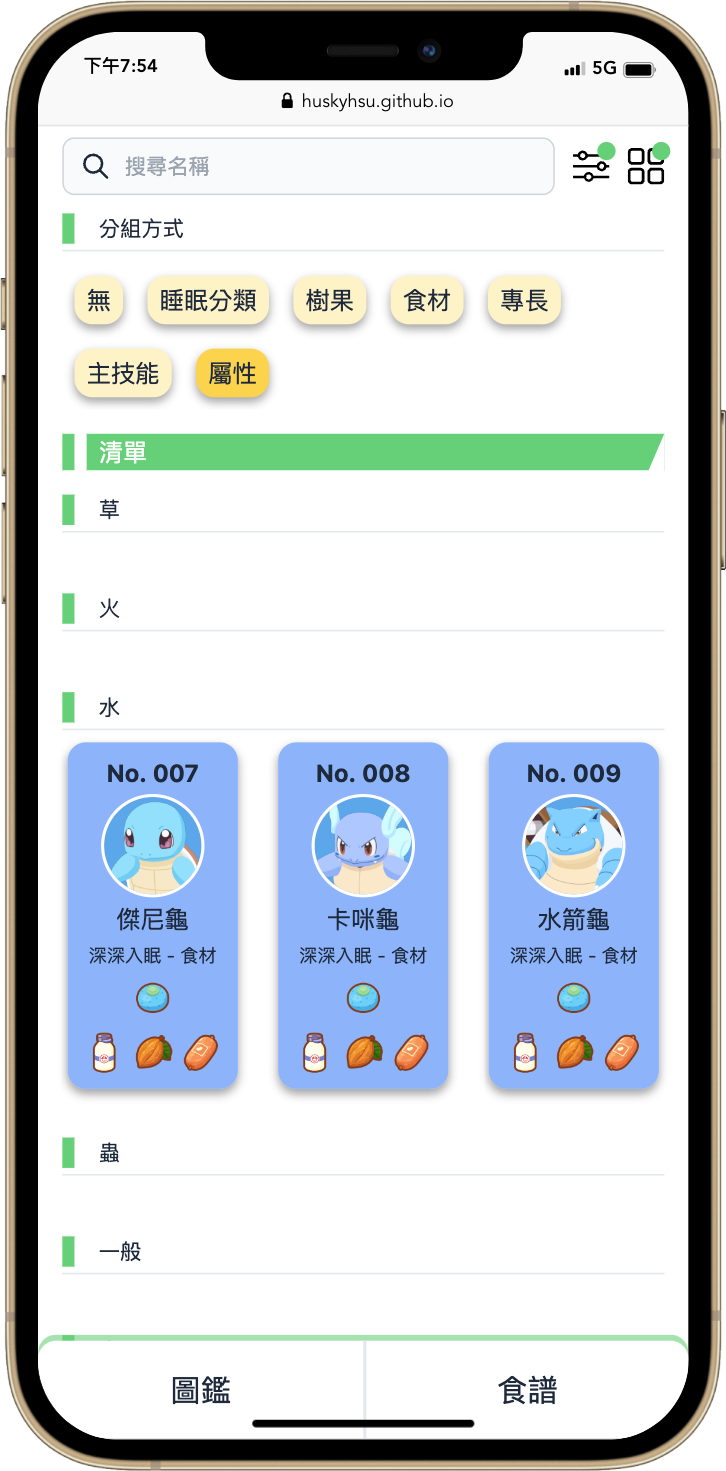 下午7:54 5G
huskyhsu.github.io
搜尋名稱
分組方式
無 睡眠分類 樹果 食材 專長
主技能 屬性
清單
草
火
水
No. 007 No. 008 No. 009
傑尼龜 卡咪龜 水箭龜
深深入眠 - 食材 深深入眠 - 食材 深深入眠 - 食材
蟲
一般
圖鑑 食譜